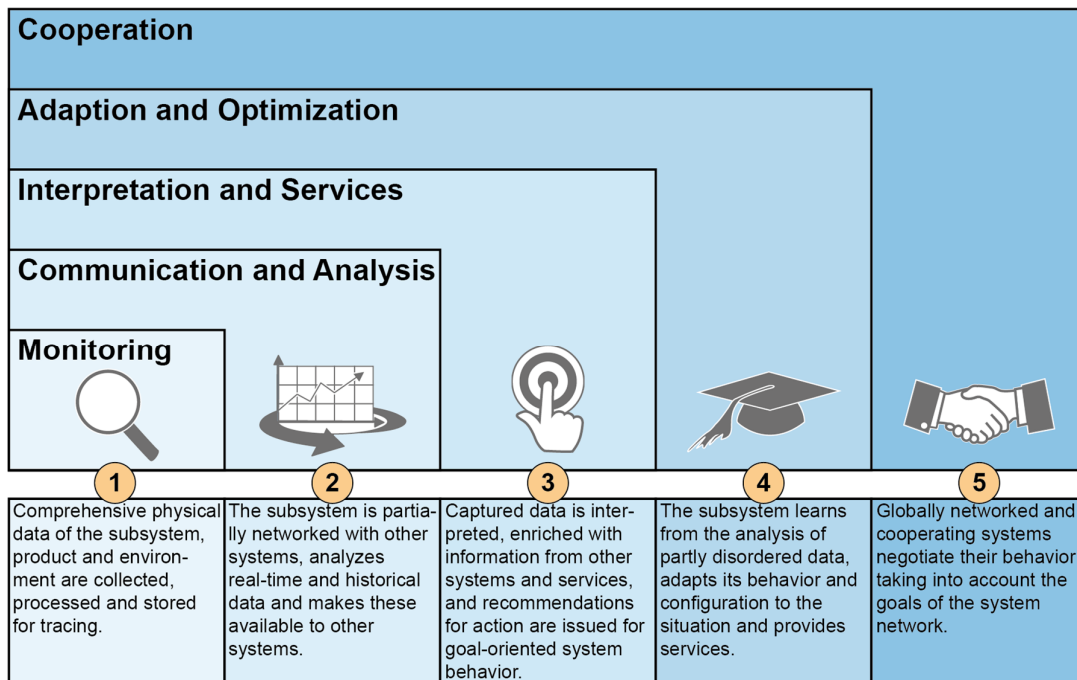 Cooperation
Adaption and Optimization
Interpretation and Services
Communication and Analysis
Monitoring
1
2
3
4
5
Comprehensive physical
data of the subsystem,
product and environ-
ment are collected,
processed and stored
for tracing.
The subsystem is partia-
lly networked with other
systems, analyzes
real-time and historical
data and makes these
available to other
systems.
Captured data is inter-
preted, enriched with
information from other
systems and services,
and recommendations
for action are issued for
goal-oriented system
behavior.
The subsystem learns
from the analysis of
partly disordered data,
adapts its behavior and
configuration to the
situation and provides
services.
Globally networked and
cooperating systems
negotiate their behavior
taking into account the
goals of the system
network.